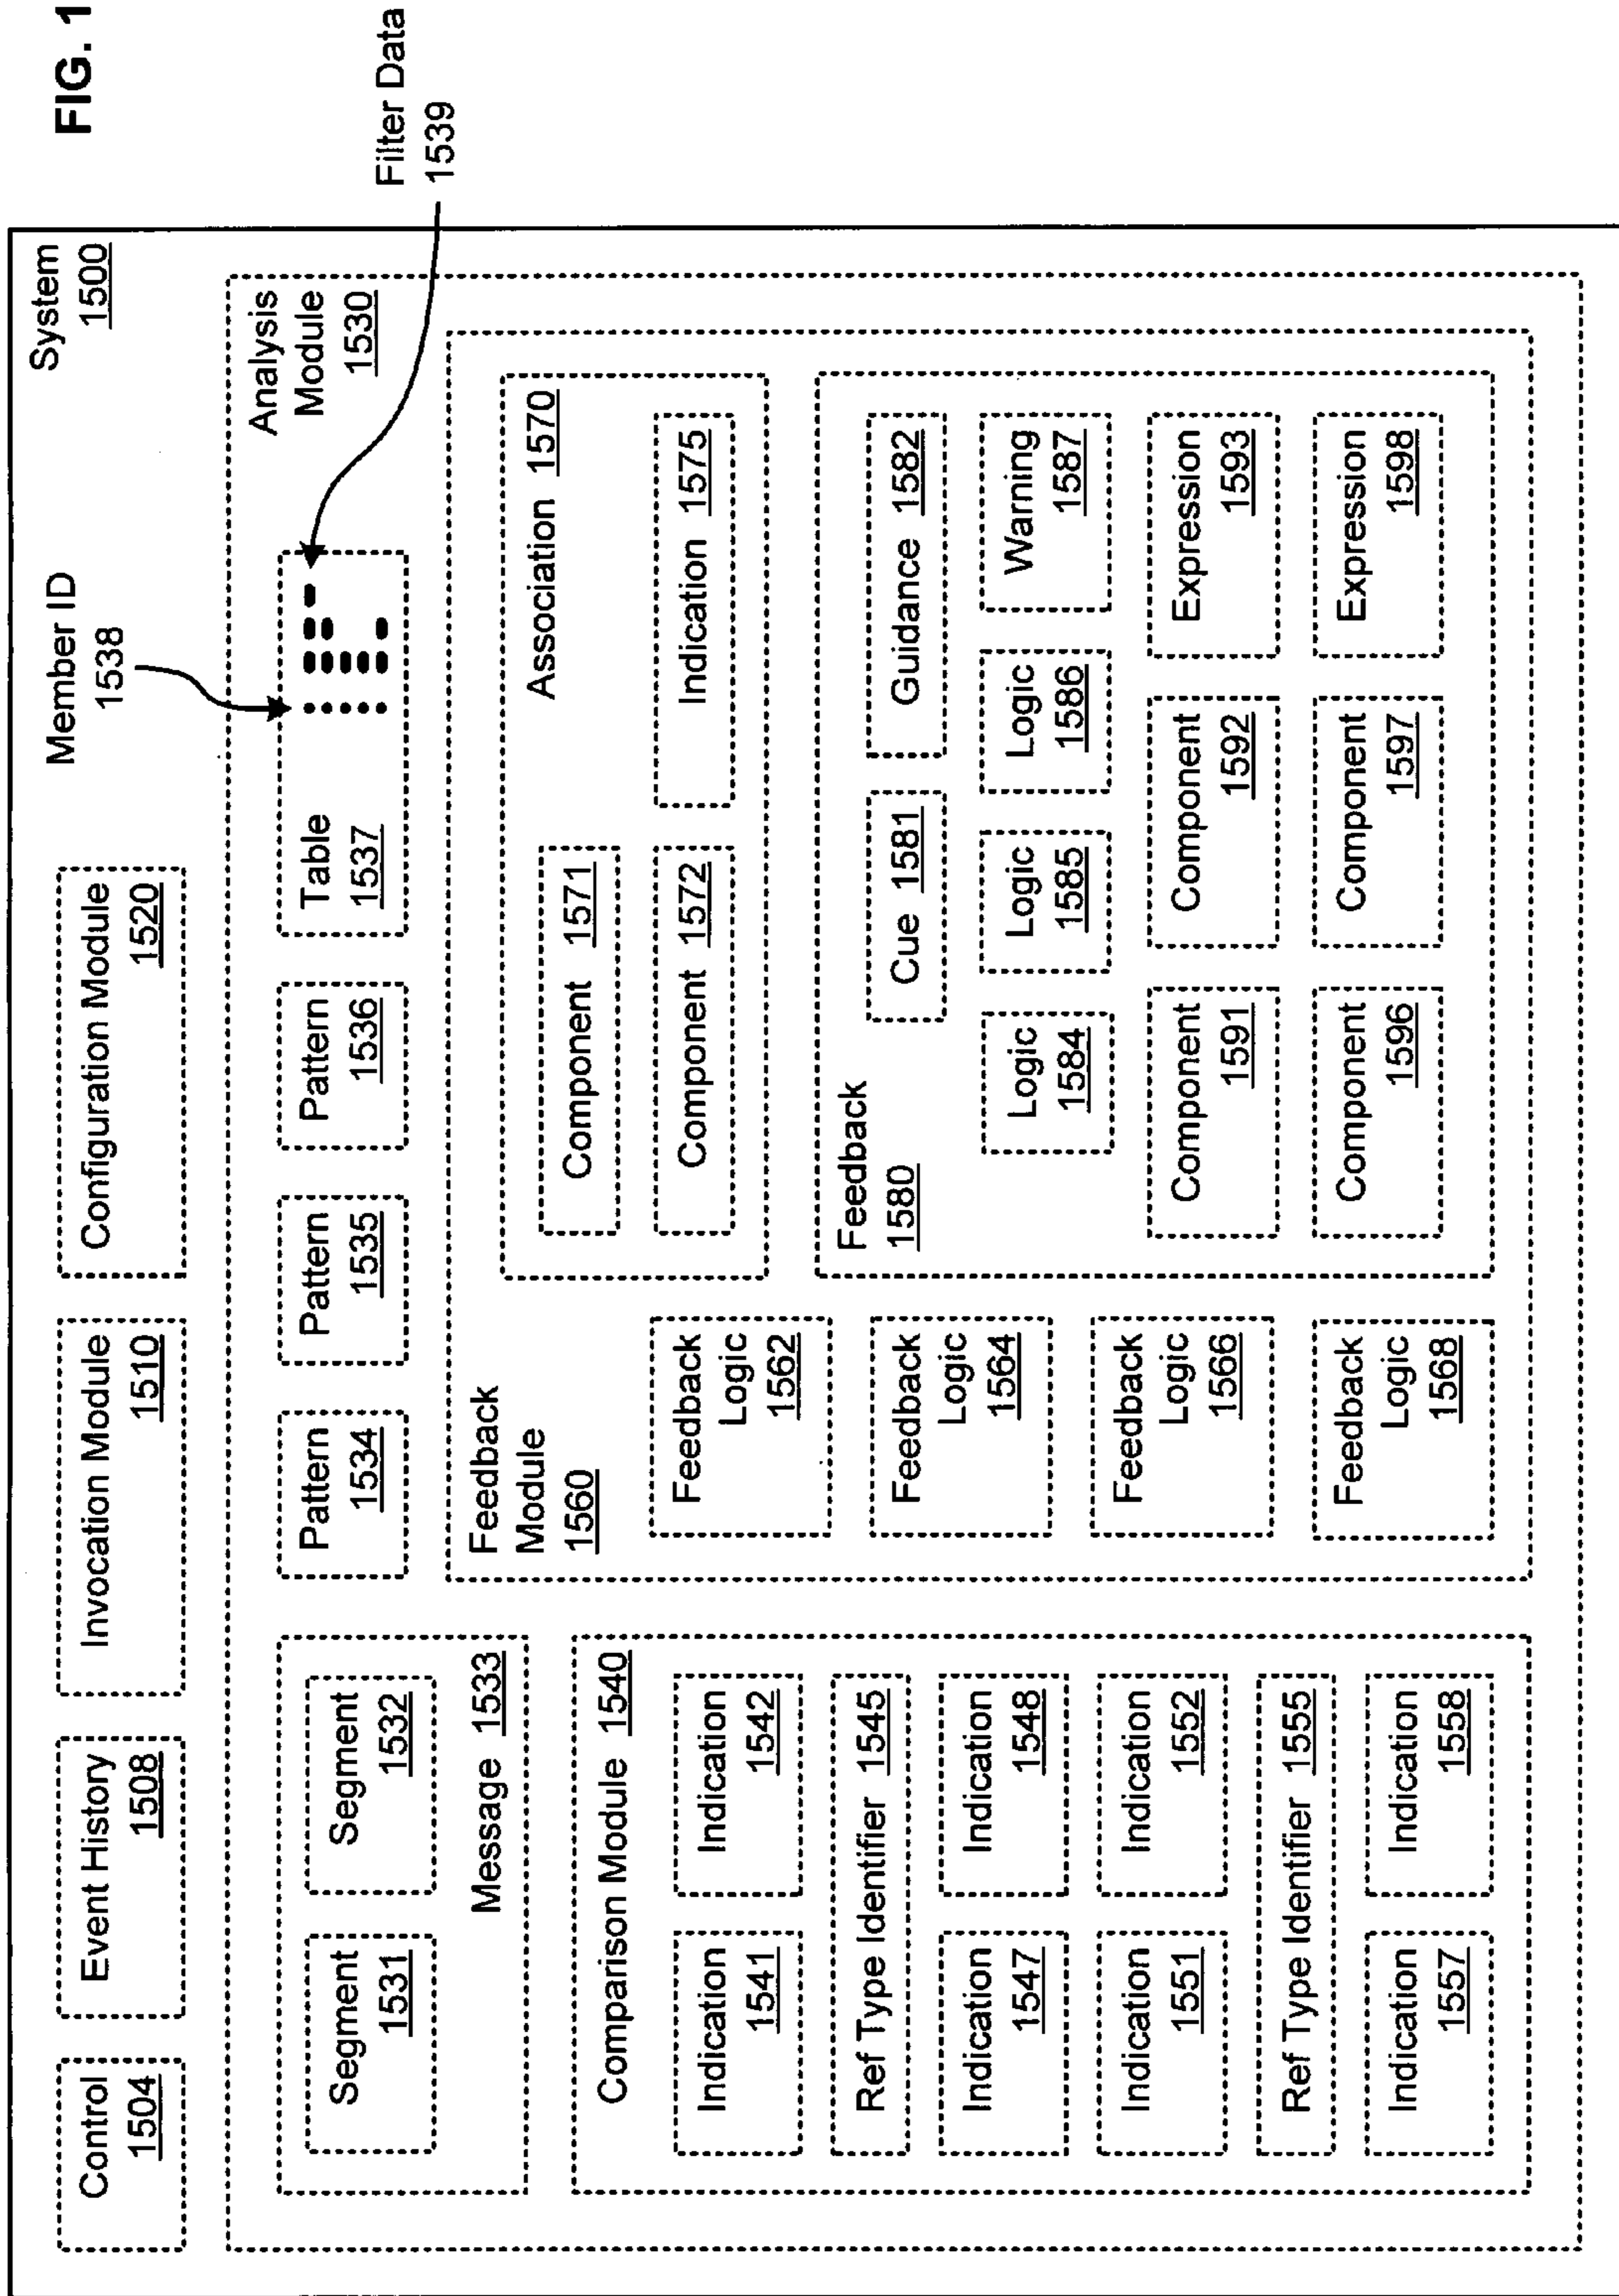 FIG. 1
System
1500
Control
1504
Event History
1508
Invocation Module
1510
Configuration Module
1520
Member ID
1538
Filter Data
1539
Analysis
Module
1530
Segment
1531
Segment
1532
Message 1533
Pattern
1534
Pattern
1535
Pattern
1536
Table
1537
Comparison Module 1540
Indication
1541
Indication
1542
Ref Type Identifier 1545
Indication
1547
Indication
1548
Indication
1551
Indication
1552
Ref Type Identifier 1555
Indication
1557
Indication
1558
Feedback
Module
1560
Feedback
Logic
1562
Feedback
Logic
1564
Feedback
Logic
1566
Feedback
Logic
1568
Association 1570
Component 1571
Component 1572
Indication 1575
Feedback
1580
Cue 1581
Guidance 1582
Logic
1584
Logic
1585
Logic
1586
Warning
1587
Component
1591
Component
1592
Expression
1593
Component
1596
Component
1597
Expression
1598